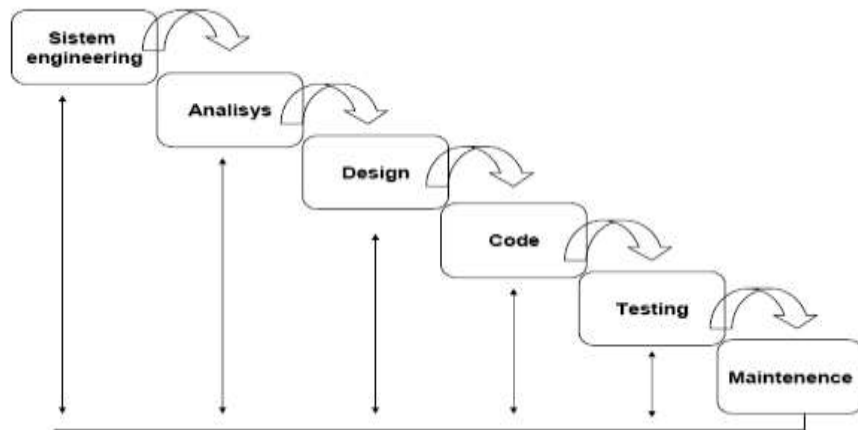 Sistem
engineering
Analisys
Design
Code
Testing
Maintenence